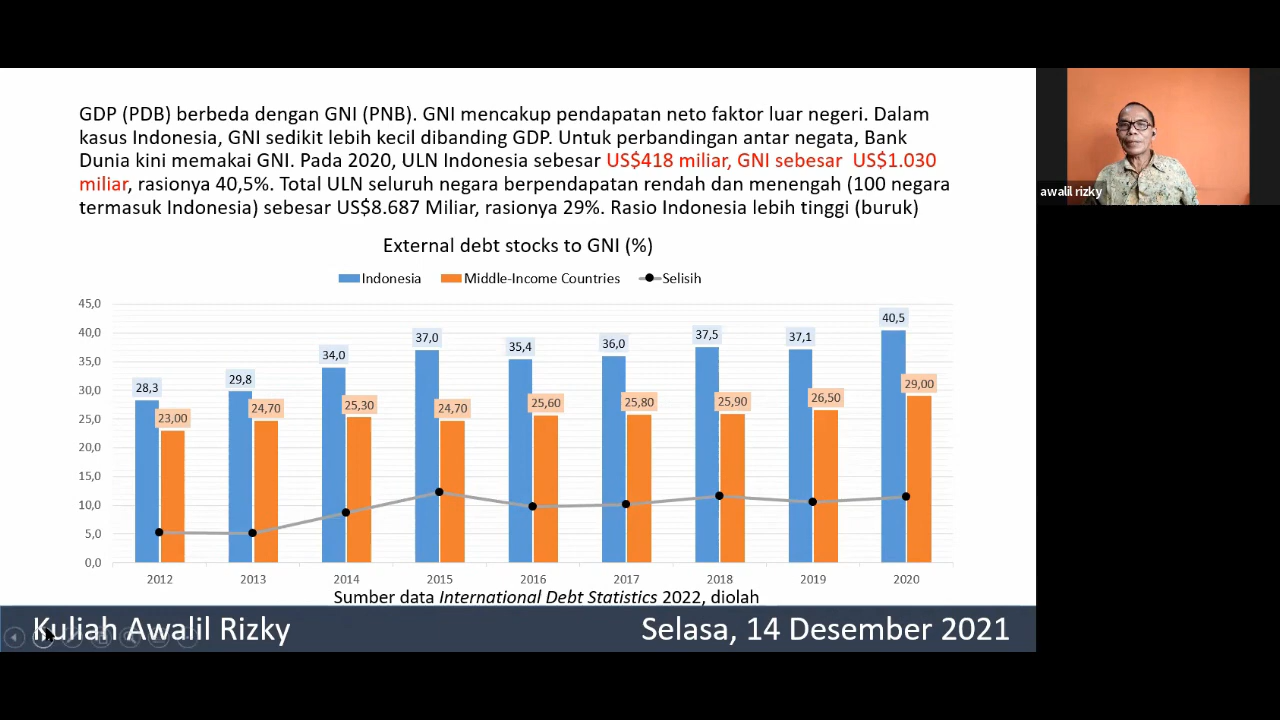 GDP (PDB) berbeda dengan GNI (PNB). GNI mencakup pendapatan neto faktor luar negeri. Dalam
kasus Indonesia, GNI sedikit lebih kecil dibanding GDP. Untuk perbandingan antar negata, Bank
Dunia kini memakai GNI. Pada 2020, ULN Indonesia sebesar US$418 miliar, GNI sebesar US$1.030
miliar, rasionya 40,5%. Total ULN seluruh negara berpendapatan rendah dan menengah (100 negara
termasuk Indonesia) sebesar US$8.687 Miliar, rasionya 29%. Rasio Indonesia lebih tinggi (buruk)
awalil rizky
External debt stocks to GNI (%)
Indonesia Middle-Income Countries Selisih
45,0
40,0
35,0
30,0
25,0
20,0
15,0
10,0
5,0
0,0
28,3 29,8 34,0 37,0 35,4 36,0 37,5 37,1 40,5
23,00 24,70 25,30 24,70 25,60 25,80 25,90 26,50 29,00
2012 2013 2014 2015 2016 2017 2018 2019 2020
Sumber data International Debt Statistics 2022, diolah
Kuliah Awalil Rizky
Selasa, 14 Desember 2021